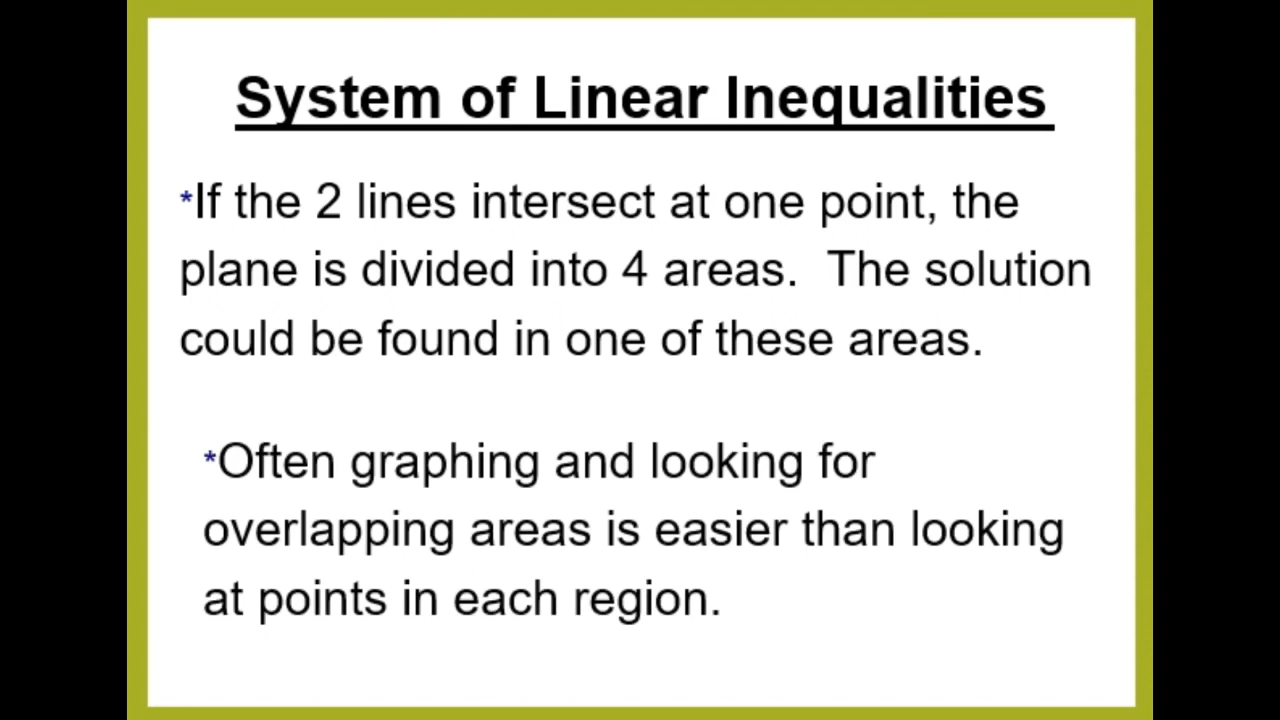 System of Linear Inequalities
*If the 2 lines intersect at one point, the
plane is divided into 4 areas.  The solution
could be found in one of these areas.
*Often graphing and looking for
overlapping areas is easier than looking
at points in each region.